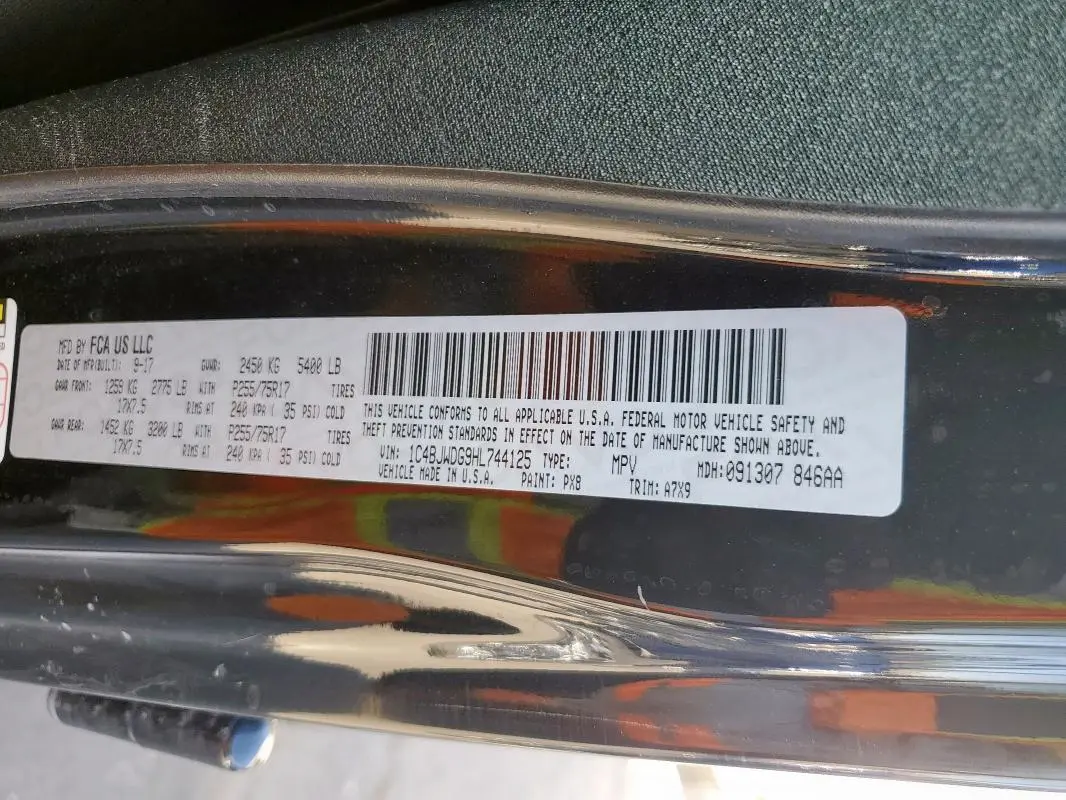 MFD BY FCA US LLC
DATE OF MFR(BUILT): 9-17 GVWR: 2450 KG 5400 LB
GAWR FRONT: 1259 KG 2775 LB WITH P255/75R17 TIRES
17X7.5 RIMS AT 240 KPA ( 35 PSI) COLD
GAWR REAR: 1452 KG 3200 LB WITH P255/75R17 TIRES
17X7.5 RIMS AT 240 KPA ( 35 PSI) COLD
THIS VEHICLE CONFORMS TO ALL APPLICABLE U.S.A. FEDERAL MOTOR VEHICLE SAFETY AND
THEFT PREVENTION STANDARDS IN EFFECT ON THE DATE OF MANUFACTURE SHOWN ABOVE.
VIN: 1C4BJWDG9HL744125 TYPE: MPV MDH:091307 846AA
VEHICLE MADE IN U.S.A. PAINT: PX8 TRIM: A7X9